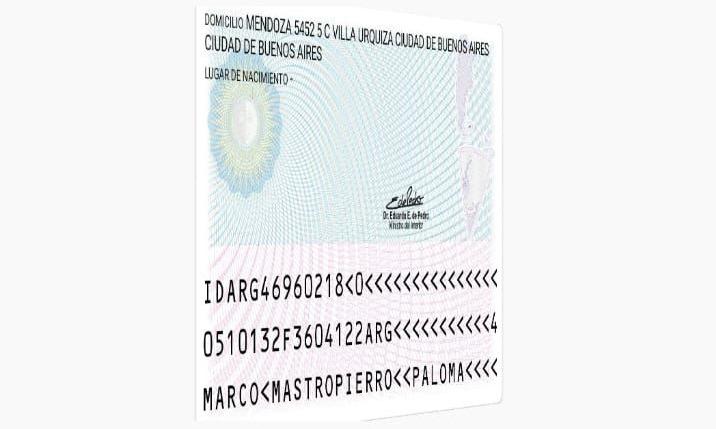 DOMICILIO MENDOZA 5452 5 C VILLA URQUIZA CIUDAD DE BUENOS AIRES
CIUDAD DE BUENOS AIRES
LUGAR DE NACIMIENTO -
Dr. Eduardo E. de Pedro
Ministro del Interior
IDARG46960218<0<<<<<<<<<<<<<<<
0510132F3604122ARG<<<<<<<<<<<4
MARCO<MASTROPIERRO<<PALOMA<<<<